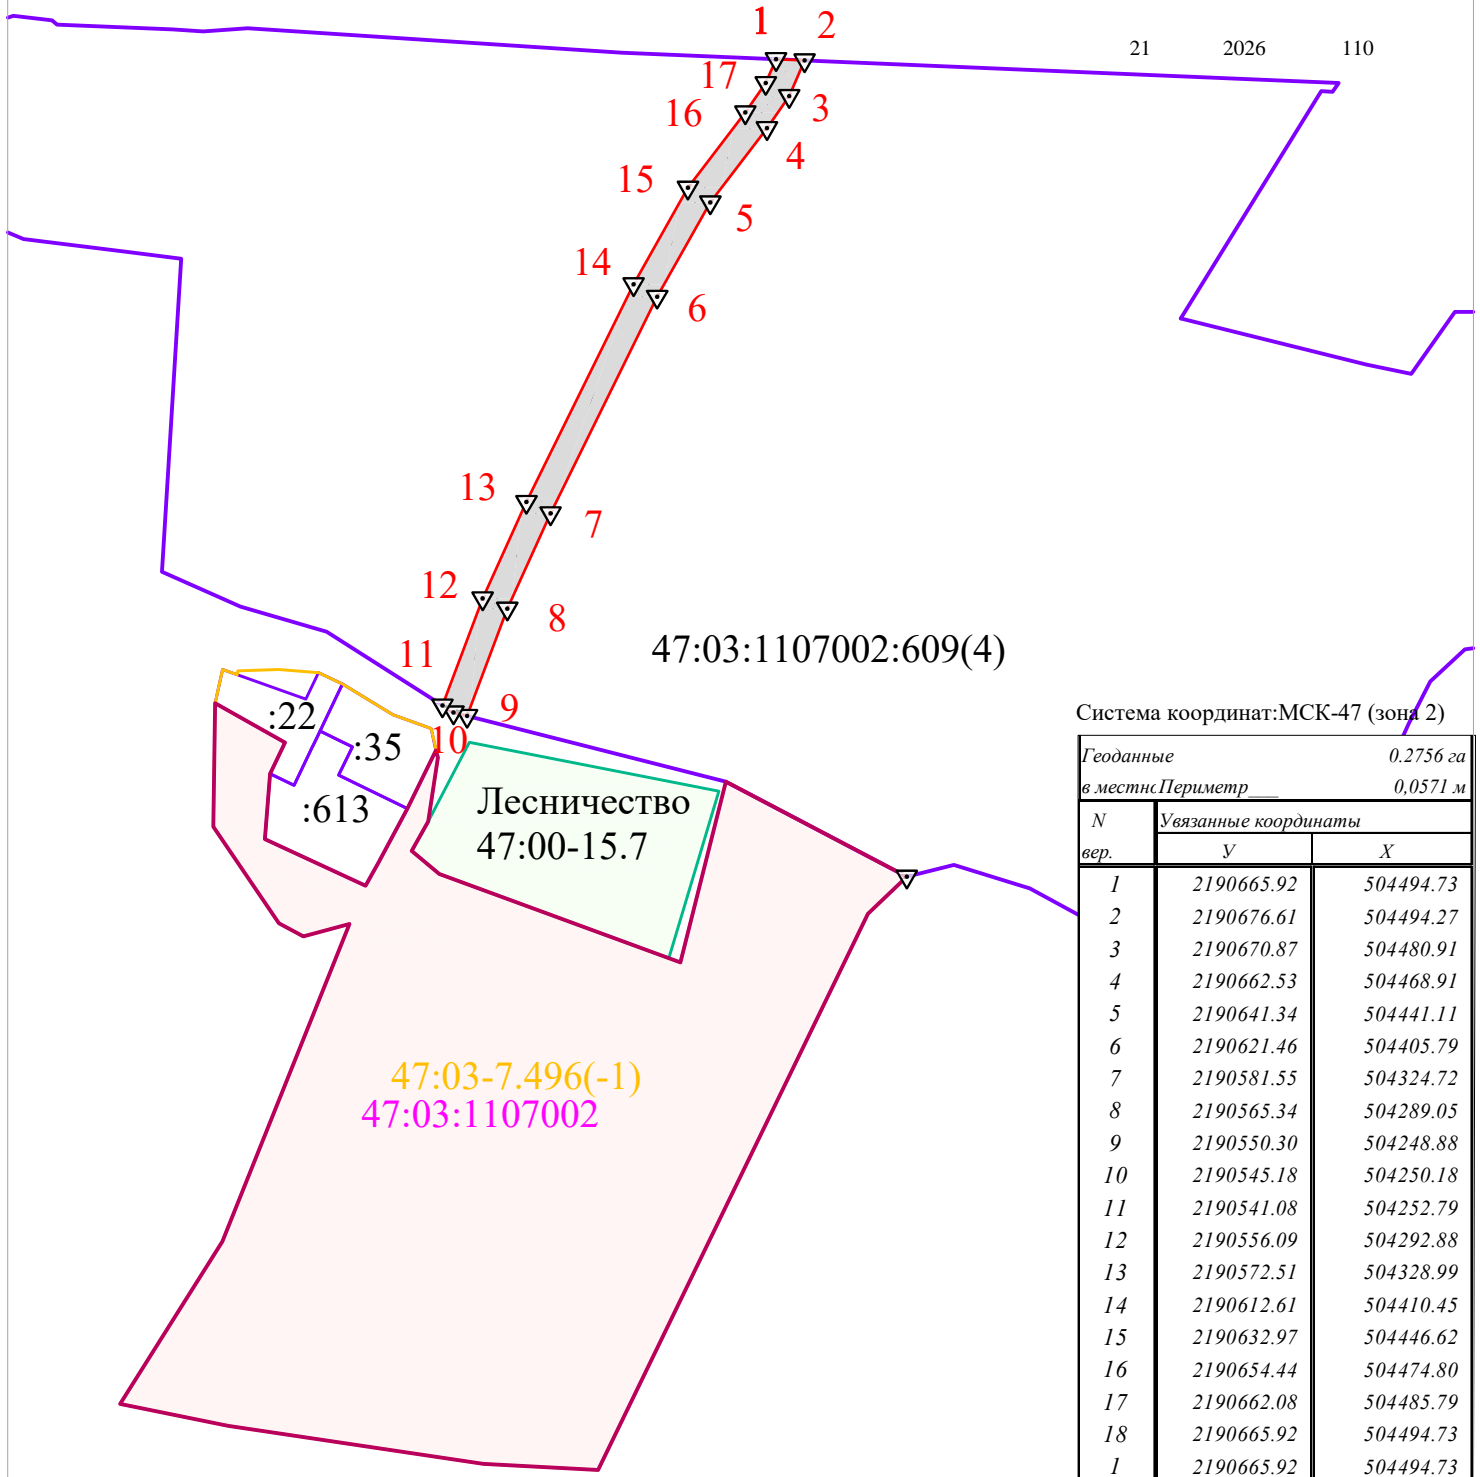 1
2
21 2026 110
17
3
16
4
15
5
14
6
13
7
12
8
11
47:03:1107002:609(4)
9
10
:22
:35
:613
Лесничество
47:00-15.7
47:03-7.496(-1)
47:03:1107002
Система координат:МСК-47 (зона 2)
Геоданные 0.2756 га
в местнс Периметр___ 0,0571 м
N Увязанные координаты
вер. У Х
1 2190665.92 504494.73
2 2190676.61 504494.27
3 2190670.87 504480.91
4 2190662.53 504468.91
5 2190641.34 504441.11
6 2190621.46 504405.79
7 2190581.55 504324.72
8 2190565.34 504289.05
9 2190550.30 504248.88
10 2190545.18 504250.18
11 2190541.08 504252.79
12 2190556.09 504292.88
13 2190572.51 504328.99
14 2190612.61 504410.45
15 2190632.97 504446.62
16 2190654.44 504474.80
17 2190662.08 504485.79
18 2190665.92 504494.73
1 2190665.92 504494.73